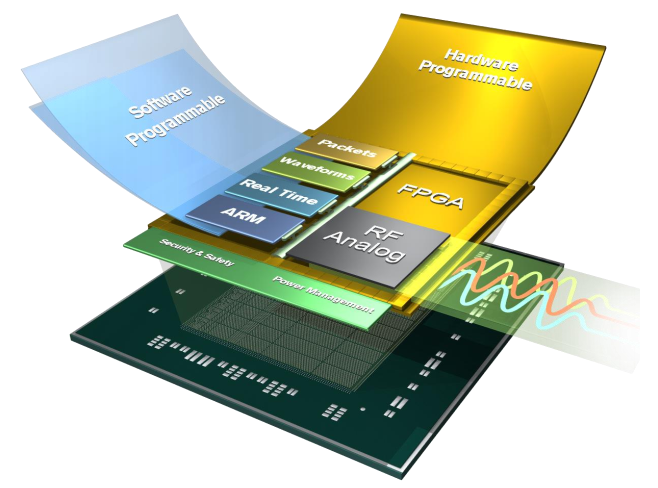 Software
Programmable
Hardware
Programmable
Packets
Waveforms
Real Time
ARM
FPGA
RF
Analog
Security & Safety
Power Management